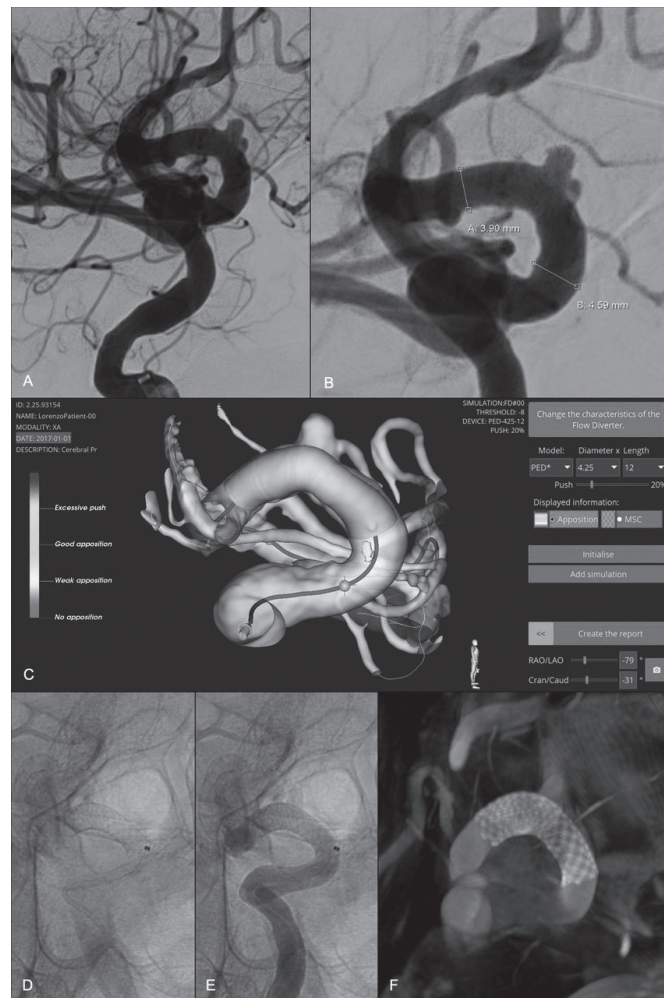 A
B
A: 3.90 mm
B: 4.59 mm
ID: 2.25.93154
NAME: LorenzoPatient-00
MODALITY: XA
DATE: 2017-01-01
DESCRIPTION: Cerebral Pr
Excessive push
Good apposition
Weak apposition
No apposition
C
SIMULATION:FD#00
THRESHOLD: -8
DEVICE: PED-425-12
PUSH: 20%
Change the characteristics of the
Flow Diverter.
Model: Diameter x Length
PED* 4.25 12
Push 20%
Displayed information:
Apposition MSC
Initialise
Add simulation
<< Create the report
RAO/LAO -79 °
Cran/Caud -31 °
D
E
F